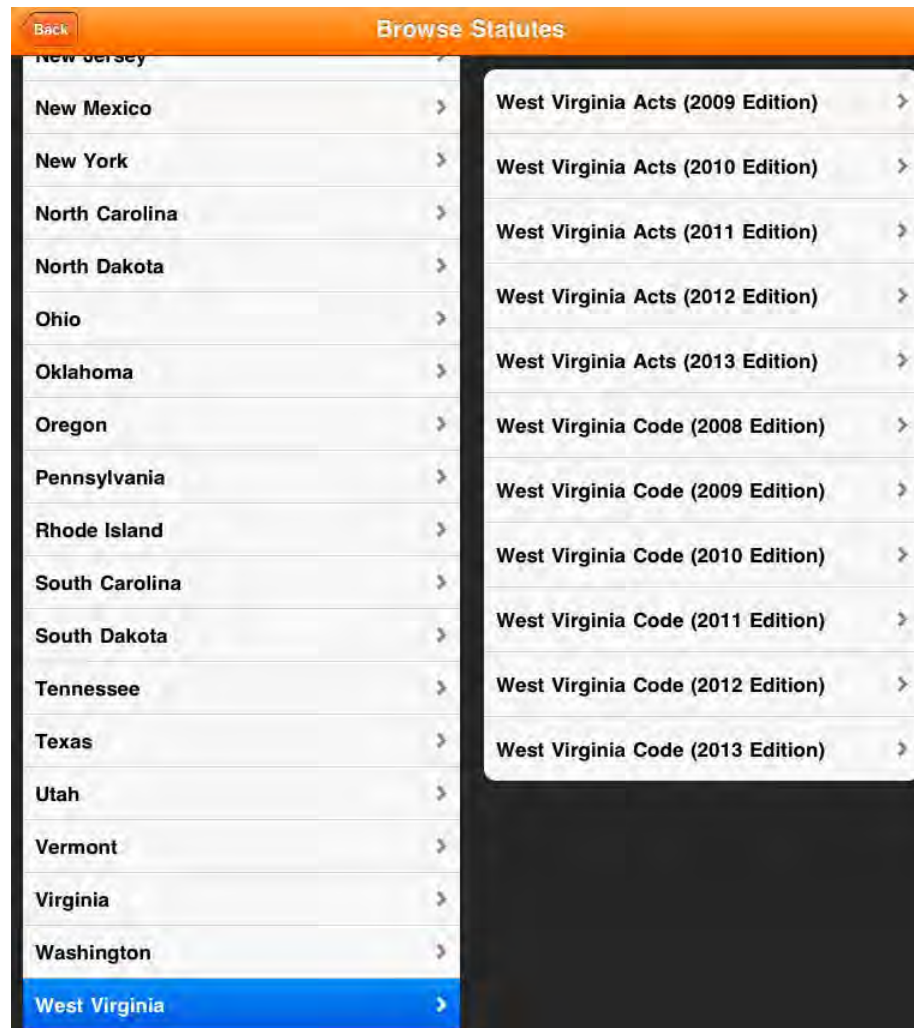 Back
Browse Statutes
New Jersey
New Mexico
New York
North Carolina
North Dakota
Ohio
Oklahoma
Oregon
Pennsylvania
Rhode Island
South Carolina
South Dakota
Tennessee
Texas
Utah
Vermont
Virginia
Washington
West Virginia
West Virginia Acts (2009 Edition)
West Virginia Acts (2010 Edition)
West Virginia Acts (2011 Edition)
West Virginia Acts (2012 Edition)
West Virginia Acts (2013 Edition)
West Virginia Code (2008 Edition)
West Virginia Code (2009 Edition)
West Virginia Code (2010 Edition)
West Virginia Code (2011 Edition)
West Virginia Code (2012 Edition)
West Virginia Code (2013 Edition)